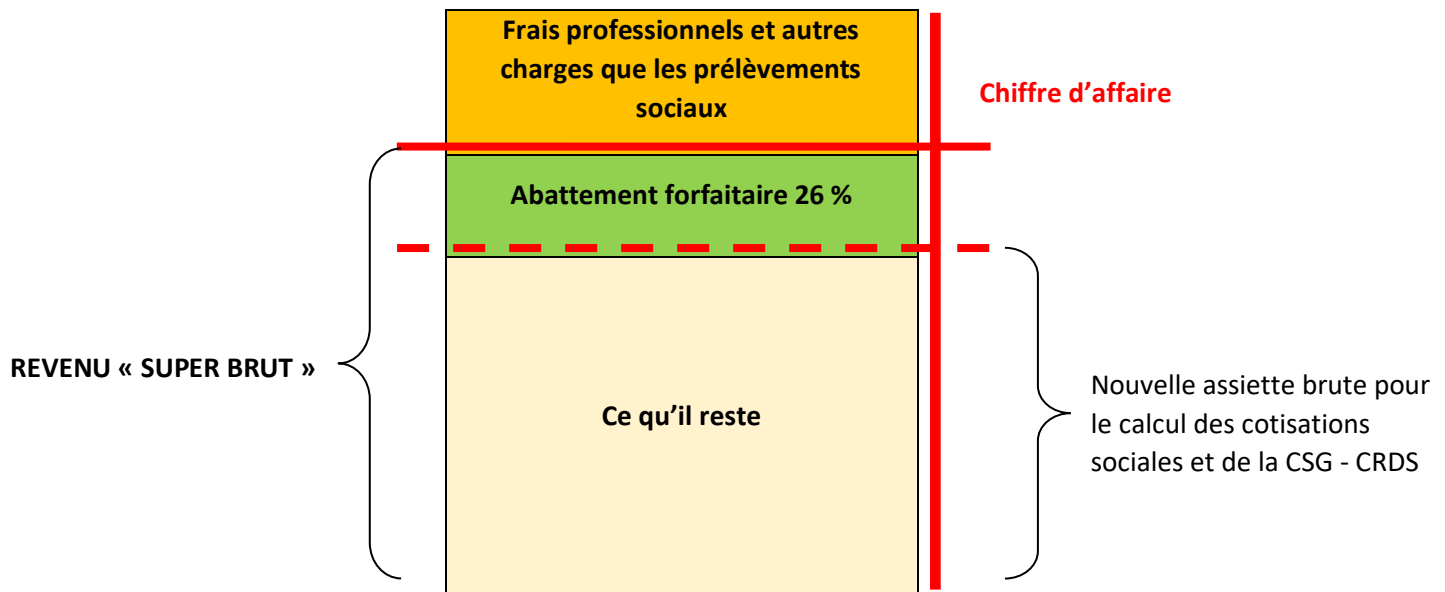 Frais professionnels et autres
charges que les prélèvements
sociaux
Chiffre d’affaire
Abattement forfaitaire 26 %
REVENU « SUPER BRUT »
Ce qu’il reste
Nouvelle assiette brute pour
le calcul des cotisations
sociales et de la CSG - CRDS